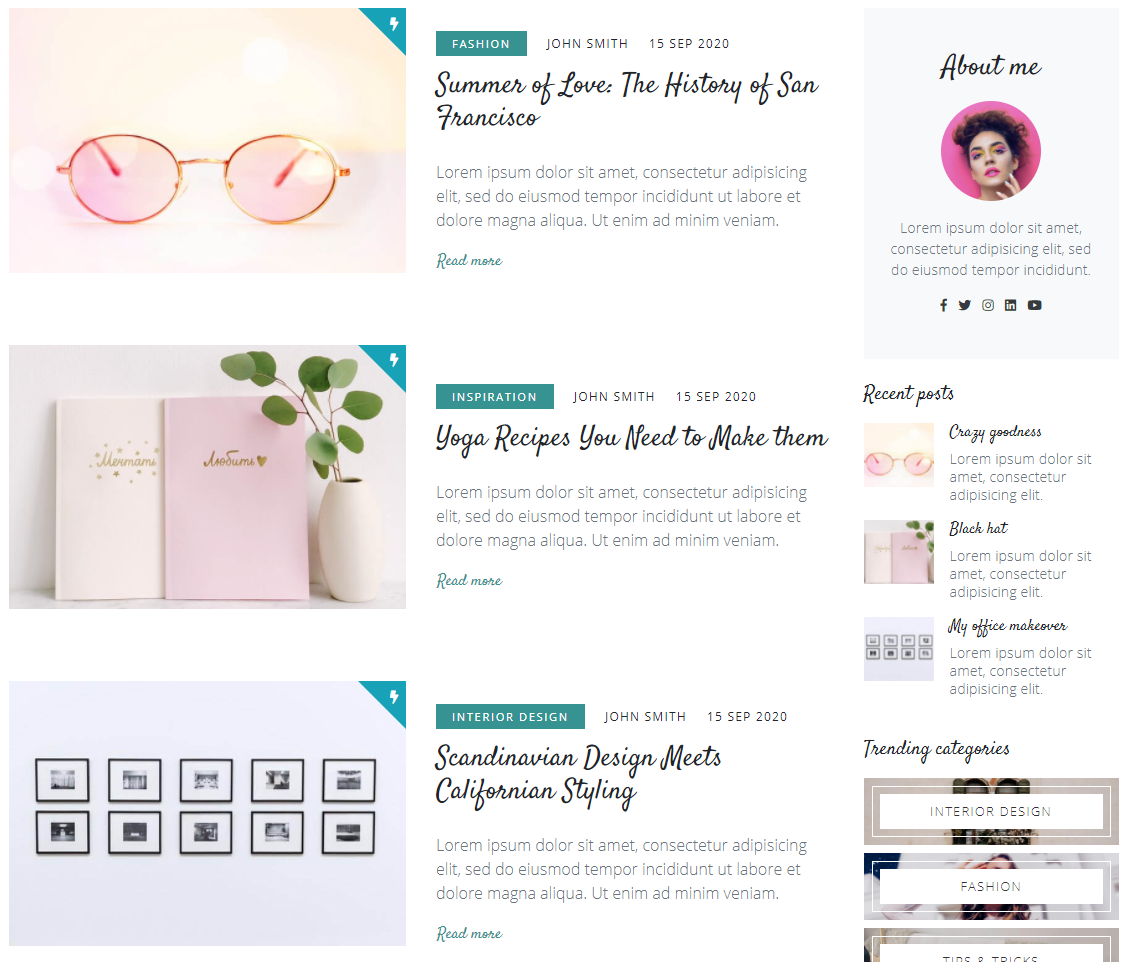 FASHION JOHN SMITH 15 SEP 2020
Summer of Love: The History of San
Francisco
Lorem ipsum dolor sit amet, consectetur adipisicing
elit, sed do eiusmod tempor incididunt ut labore et
dolore magna aliqua. Ut enim ad minim veniam.
Read more
Мечтать
Любить
INSPIRATION JOHN SMITH 15 SEP 2020
Yoga Recipes You Need to Make them
Lorem ipsum dolor sit amet, consectetur adipisicing
elit, sed do eiusmod tempor incididunt ut labore et
dolore magna aliqua. Ut enim ad minim veniam.
Read more
INTERIOR DESIGN JOHN SMITH 15 SEP 2020
Scandinavian Design Meets
Californian Styling
Lorem ipsum dolor sit amet, consectetur adipisicing
elit, sed do eiusmod tempor incididunt ut labore et
dolore magna aliqua. Ut enim ad minim veniam.
Read more
About me
Lorem ipsum dolor sit amet,
consectetur adipisicing elit, sed
do eiusmod tempor incididunt.
Recent posts
Crazy goodness
Lorem ipsum dolor sit
amet, consectetur
adipisicing elit.
Black hat
Lorem ipsum dolor sit
amet, consectetur
adipisicing elit.
My office makeover
Lorem ipsum dolor sit
amet, consectetur
adipisicing elit.
Trending categories
INTERIOR DESIGN
FASHION
TIPS & TRICKS